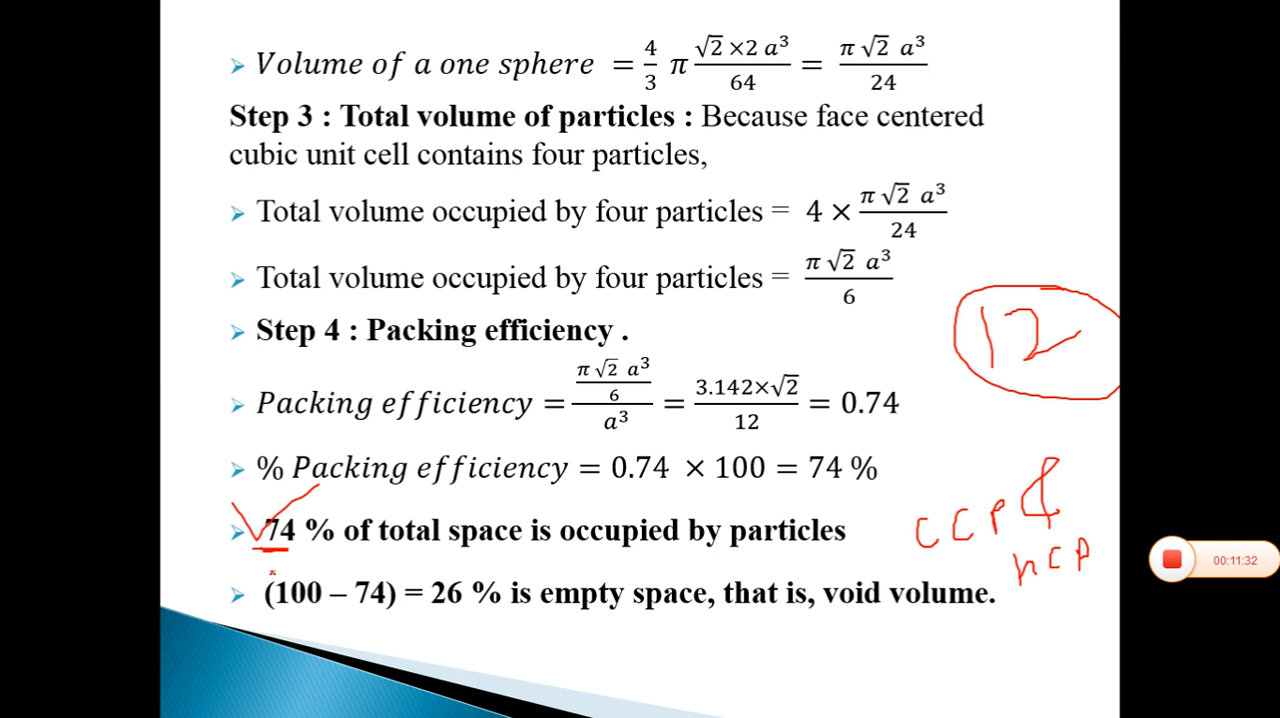 ➢ Volume of a one sphere = 4/3 π √2 ×2 a³/64 = π √2 a³/24
Step 3 : Total volume of particles : Because face centered
cubic unit cell contains four particles,
➢ Total volume occupied by four particles = 4 × π √2 a³/24
➢ Total volume occupied by four particles = π √2 a³/6
➢ Step 4 : Packing efficiency .
12
➢ Packing efficiency = (π √2 a³/6)/a³ = 3.142×√2/12 = 0.74
➢ % Packing efficiency = 0.74 × 100 = 74 %
➢ 74 % of total space is occupied by particles
CCP &
hCP
00:11:32
➢ (100 – 74) = 26 % is empty space, that is, void volume.